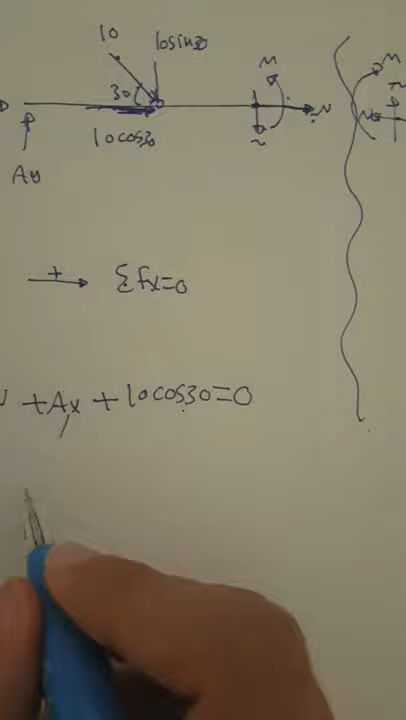 10 10sin30
M
M
30
N
10cos30
Ay
+ Σfx=0
+Ax + 10cos30=0